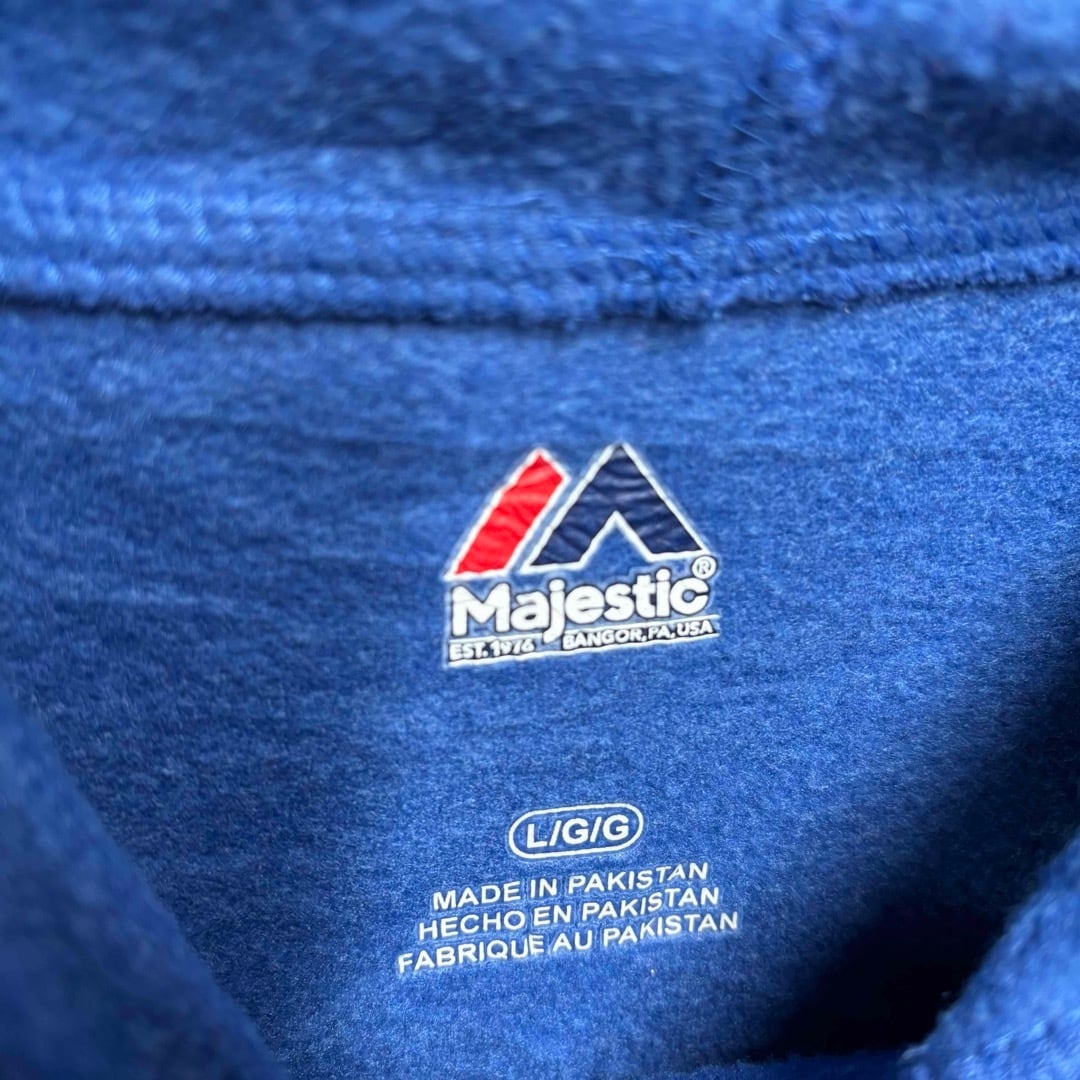 Majestic®
EST. 1976 BANGOR, PA, USA
L/G/G
MADE IN PAKISTAN
HECHO EN PAKISTAN
FABRIQUE AU PAKISTAN